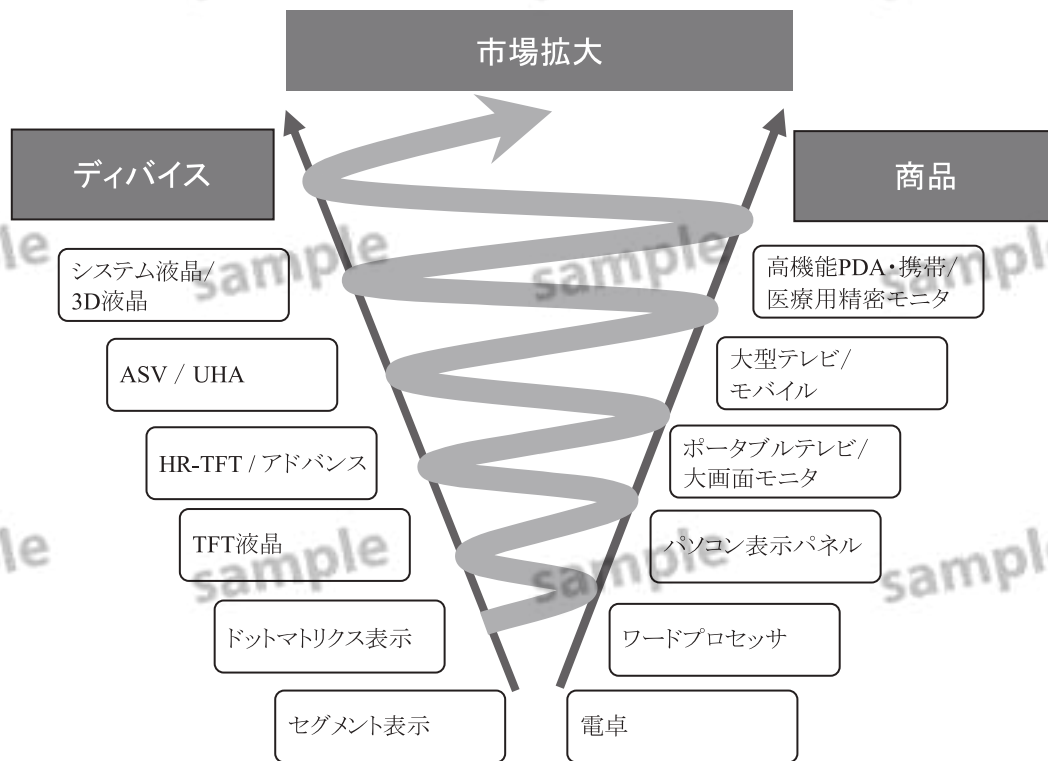 市場拡大
ディバイス
商品
システム液晶/
3D液晶
高機能PDA・携帯/
医療用精密モニタ
ASV / UHA
大型テレビ/
モバイル
HR-TFT / アドバンス
ポータブルテレビ/
大画面モニタ
TFT液晶
パソコン表示パネル
ドットマトリクス表示
ワードプロセッサ
セグメント表示
電卓
ple
sample
sample
sample
ple
sample
sample
sample